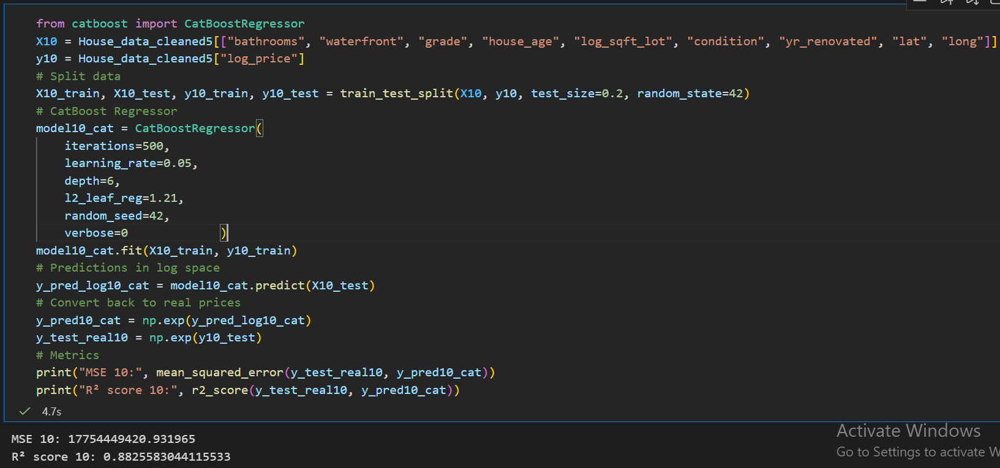 from catboost import CatBoostRegressor
X10 = House_data_cleaned5[["bathrooms", "waterfront", "grade", "house_age", "log_sqft_lot", "condition", "yr_renovated", "lat", "long"]]
y10 = House_data_cleaned5["log_price"]
# Split data
X10_train, X10_test, y10_train, y10_test = train_test_split(X10, y10, test_size=0.2, random_state=42)
# CatBoost Regressor
model10_cat = CatBoostRegressor(
    iterations=500,
    learning_rate=0.05,
    depth=6,
    l2_leaf_reg=1.21,
    random_seed=42,
    verbose=0             )
model10_cat.fit(X10_train, y10_train)
# Predictions in log space
y_pred_log10_cat = model10_cat.predict(X10_test)
# Convert back to real prices
y_pred10_cat = np.exp(y_pred_log10_cat)
y_test_real10 = np.exp(y10_test)
# Metrics
print("MSE 10:", mean_squared_error(y_test_real10, y_pred10_cat))
print("R² score 10:", r2_score(y_test_real10, y_pred10_cat))
4.7s
MSE 10: 17754449420.931965
R² score 10: 0.8825583044115533
Activate Windows
Go to Settings to activate W